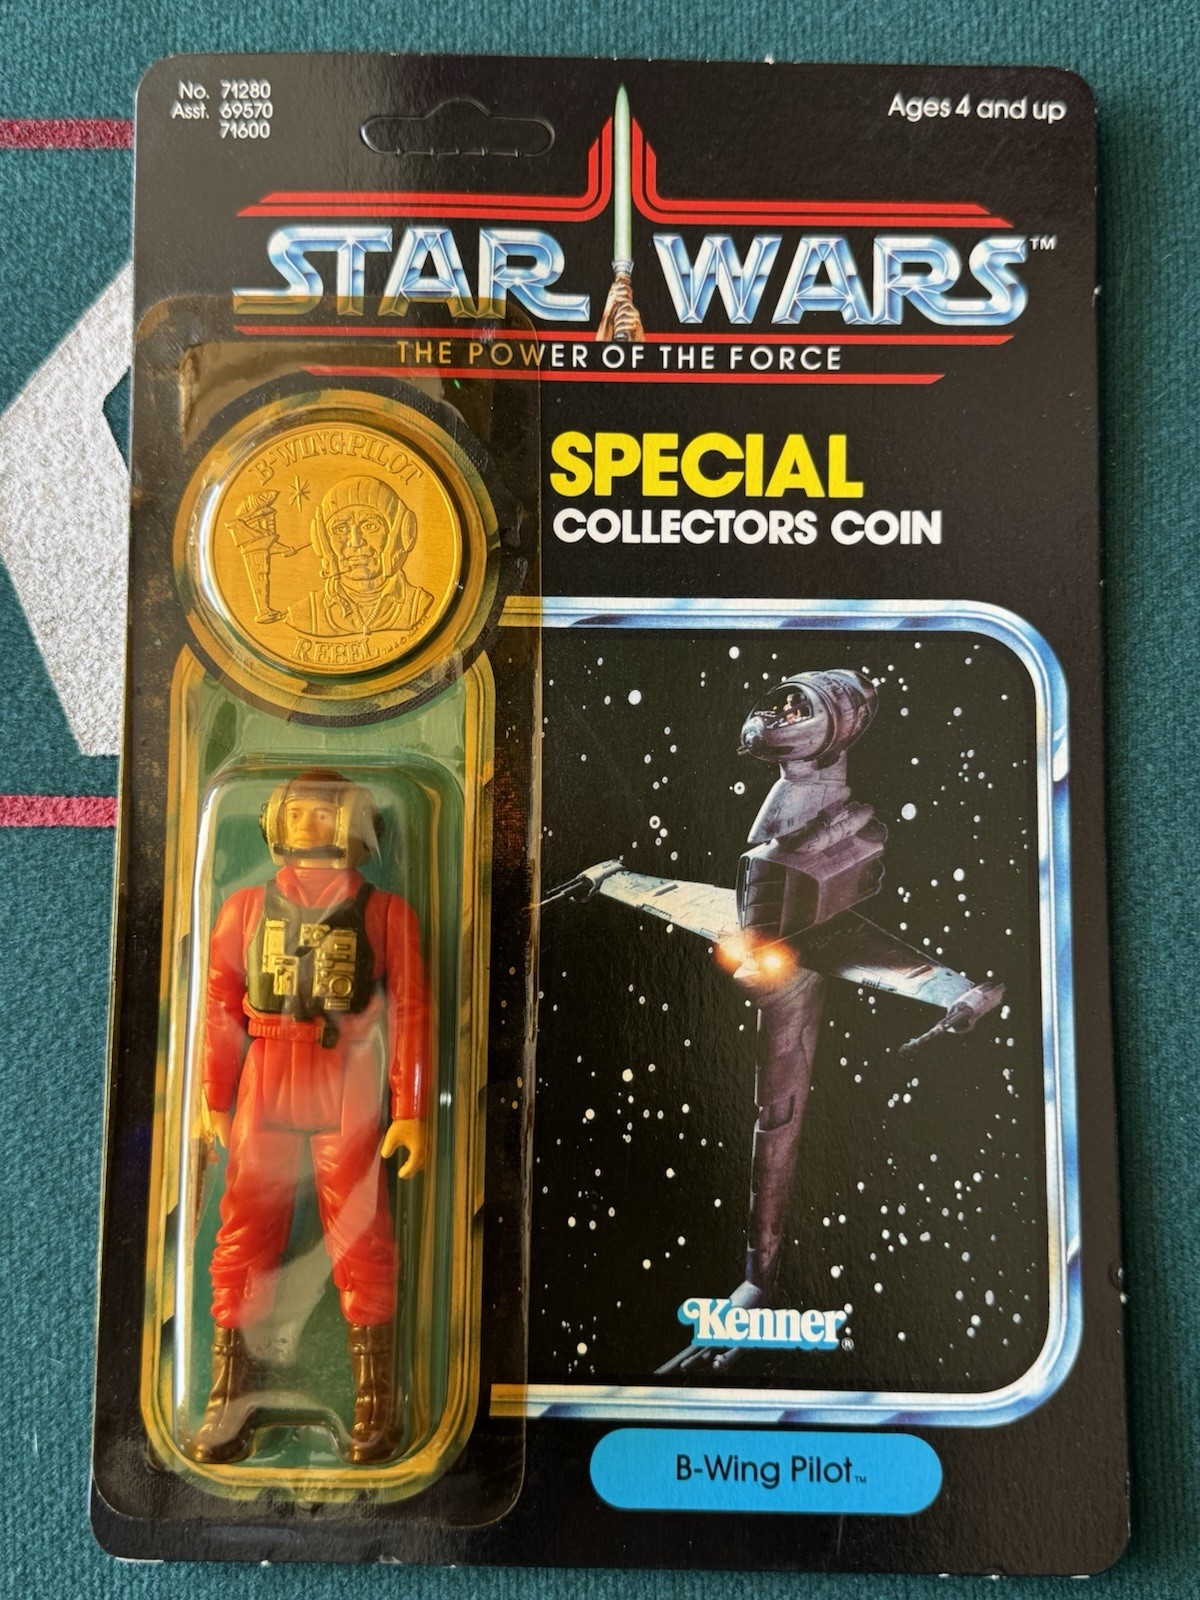 No. 71280
Asst. 69570
71600
Ages 4 and up
STAR WARS™
THE POWER OF THE FORCE
B-WING PILOT
REBEL
SPECIAL
COLLECTORS COIN
Kenner®
B-Wing Pilot™